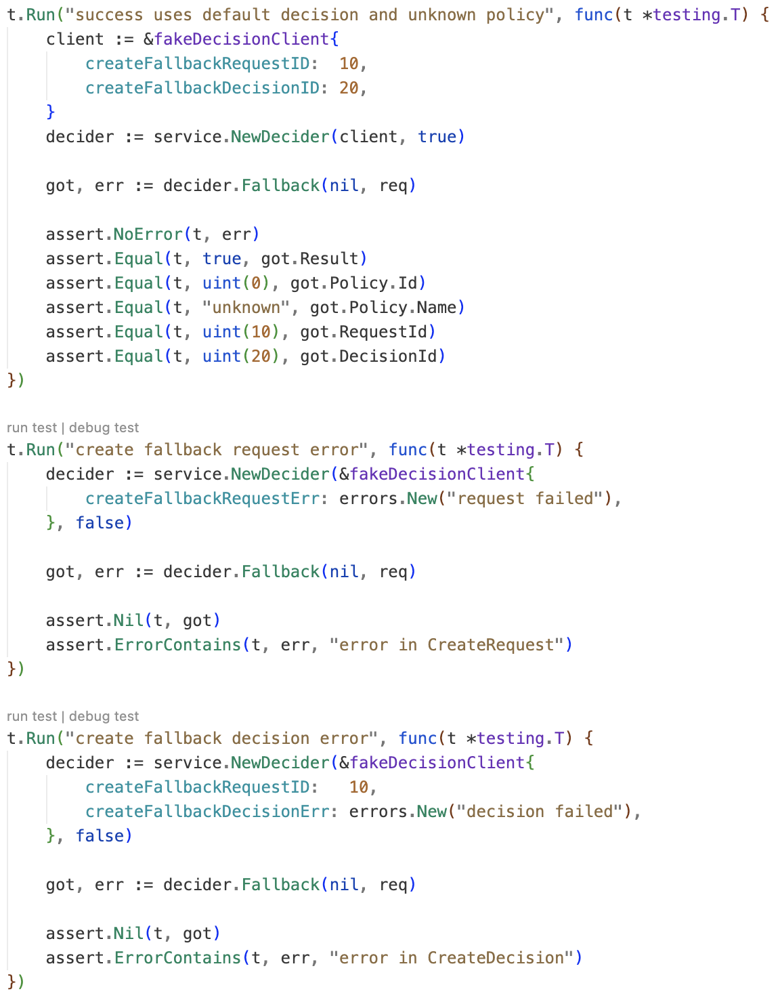 t.Run("success uses default decision and unknown policy", func(t *testing.T) {
    client := &fakeDecisionClient{
        createFallbackRequestID:  10,
        createFallbackDecisionID: 20,
    }
    decider := service.NewDecider(client, true)

    got, err := decider.Fallback(nil, req)

    assert.NoError(t, err)
    assert.Equal(t, true, got.Result)
    assert.Equal(t, uint(0), got.Policy.Id)
    assert.Equal(t, "unknown", got.Policy.Name)
    assert.Equal(t, uint(10), got.RequestId)
    assert.Equal(t, uint(20), got.DecisionId)
})

run test | debug test
t.Run("create fallback request error", func(t *testing.T) {
    decider := service.NewDecider(&fakeDecisionClient{
        createFallbackRequestErr: errors.New("request failed"),
    }, false)

    got, err := decider.Fallback(nil, req)

    assert.Nil(t, got)
    assert.ErrorContains(t, err, "error in CreateRequest")
})

run test | debug test
t.Run("create fallback decision error", func(t *testing.T) {
    decider := service.NewDecider(&fakeDecisionClient{
        createFallbackRequestID:   10,
        createFallbackDecisionErr: errors.New("decision failed"),
    }, false)

    got, err := decider.Fallback(nil, req)

    assert.Nil(t, got)
    assert.ErrorContains(t, err, "error in CreateDecision")
})